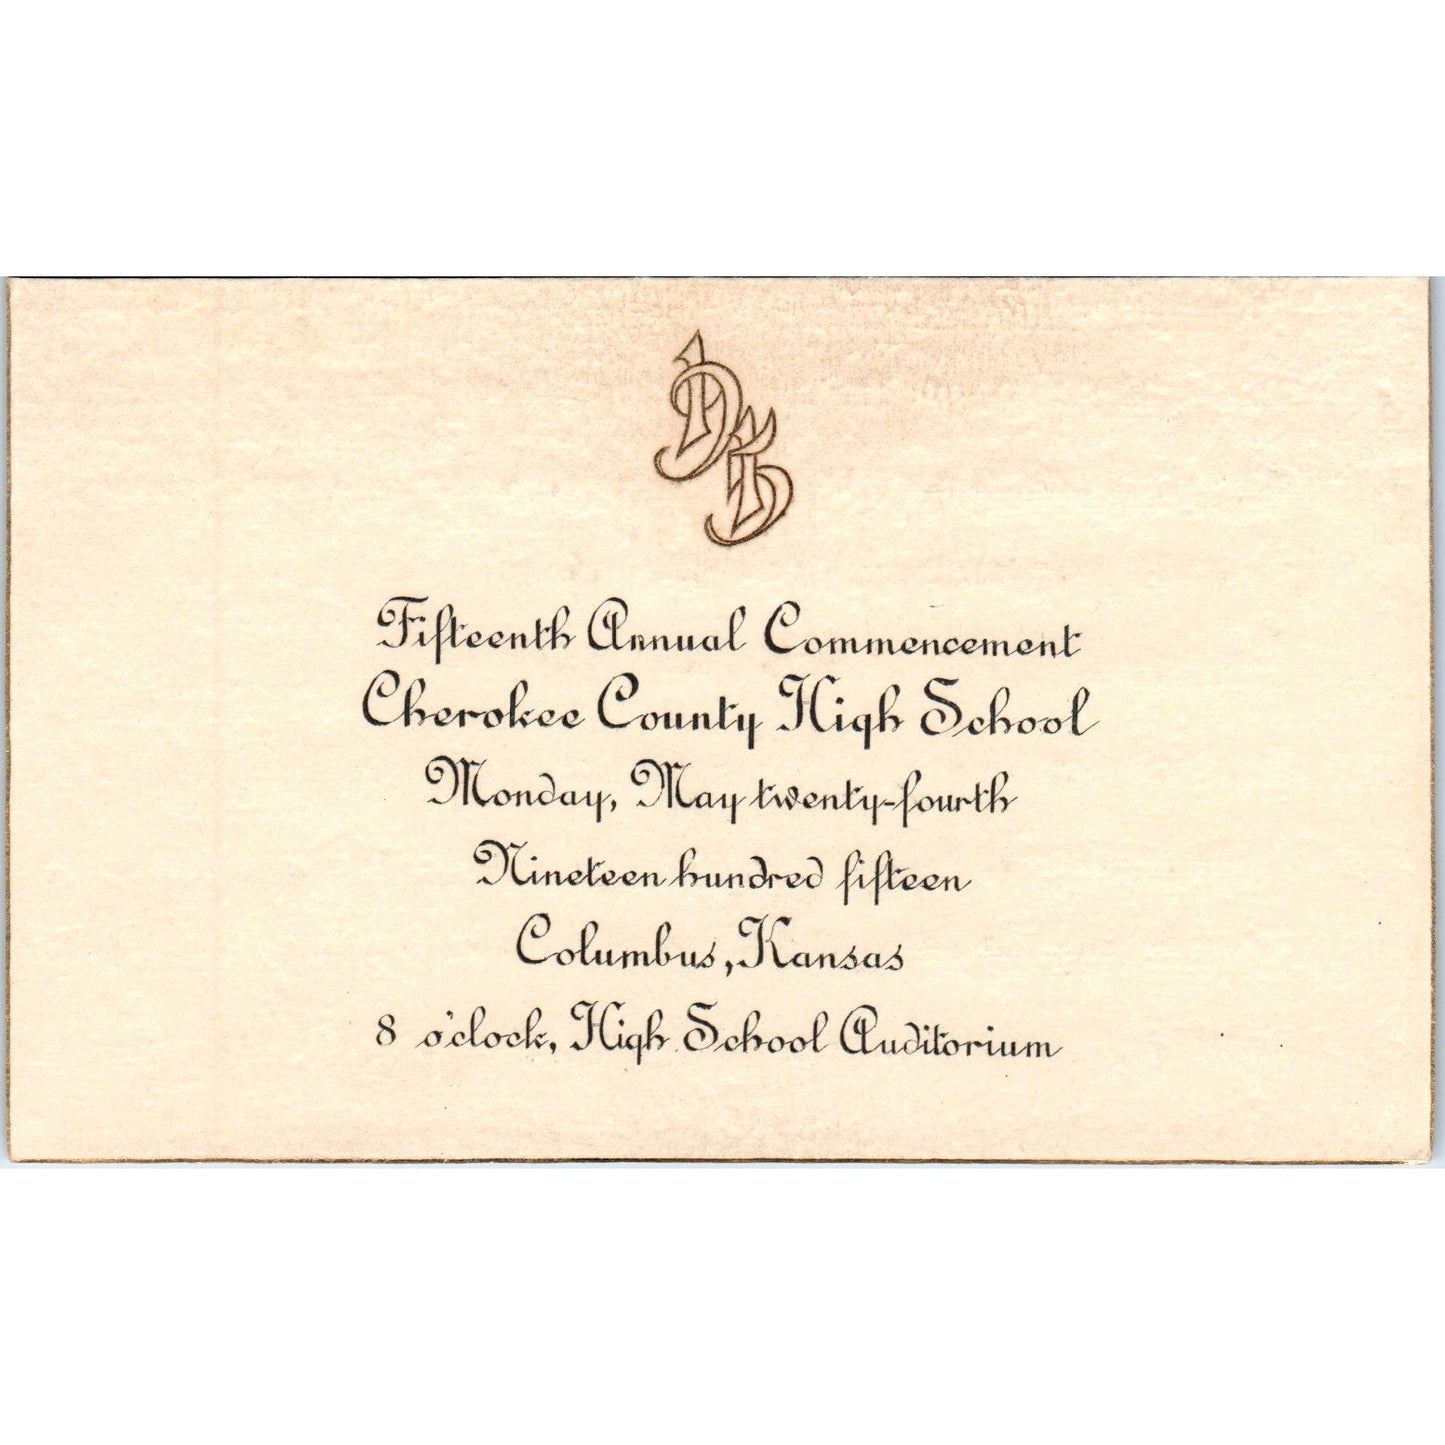 Fifteenth Annual Commencement
Cherokee County High School
Monday, May twenty-fourth
Nineteen hundred fifteen
Columbus, Kansas
8 o'clock, High School Auditorium